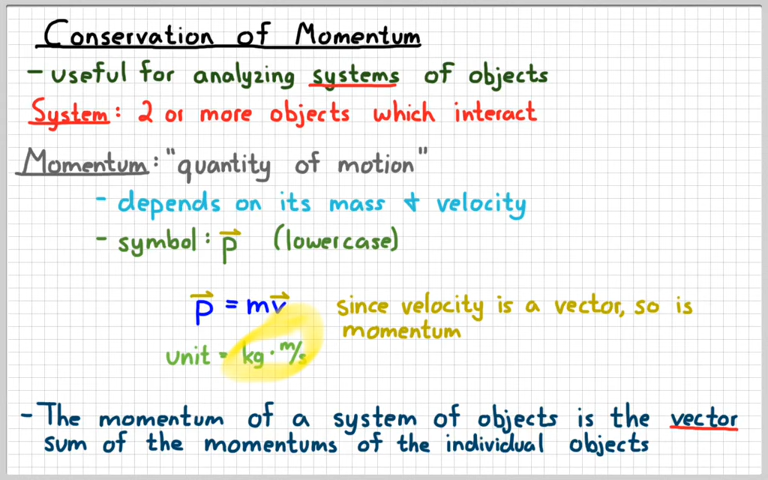 Conservation of Momentum
- useful for analyzing systems of objects
System: 2 or more objects which interact
Momentum: "quantity of motion"
- depends on its mass + velocity
- symbol: p⃗ (lowercase)
p⃗ = mv⃗ since velocity is a vector, so is
momentum
unit = kg · m/s
- The momentum of a system of objects is the vector
sum of the momentums of the individual objects